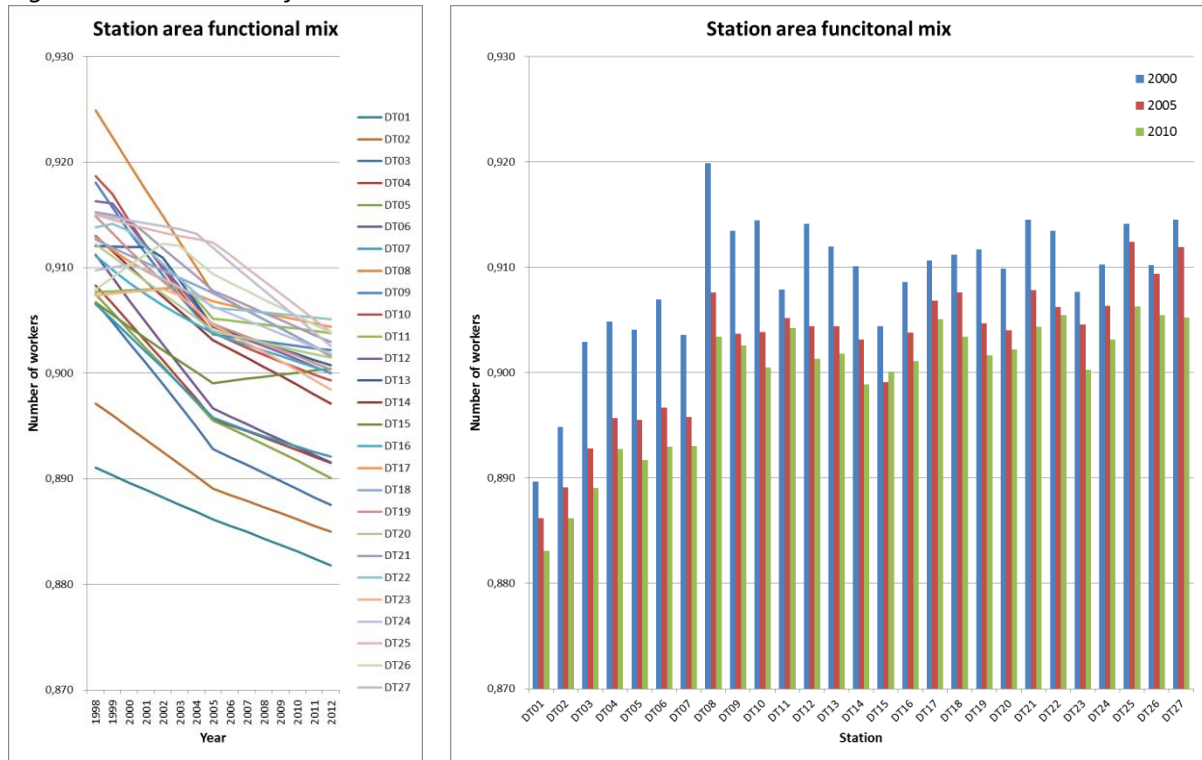 Station area functional mix
0,930
0,920
0,910
0,900
0,890
0,880
0,870
Number of workers
1998
1999
2000
2001
2002
2003
2004
2005
2006
2007
2008
2009
2010
2011
2012
Year
DT01
DT02
DT03
DT04
DT05
DT06
DT07
DT08
DT09
DT10
DT11
DT12
DT13
DT14
DT15
DT16
DT17
DT18
DT19
DT20
DT21
DT22
DT23
DT24
DT25
DT26
DT27
Station area funcitonal mix
0,930
0,920
0,910
0,900
0,890
0,880
0,870
Number of workers
2000
2005
2010
DT01
DT02
DT03
DT04
DT05
DT06
DT07
DT08
DT09
DT10
DT11
DT12
DT13
DT14
DT15
DT16
DT17
DT18
DT19
DT20
DT21
DT22
DT23
DT24
DT25
DT26
DT27
Station